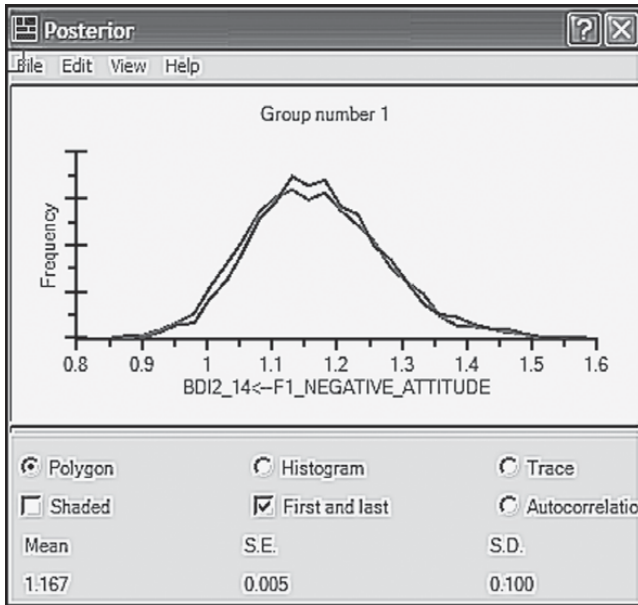 Posterior
File Edit View Help
Group number 1
Frequency
0.8 0.9 1 1.1 1.2 1.3 1.4 1.5 1.6
BDI2_14<--F1_NEGATIVE_ATTITUDE
Polygon Histogram Trace
Shaded First and last Autocorrelatio
Mean S.E. S.D.
1.167 0.005 0.100